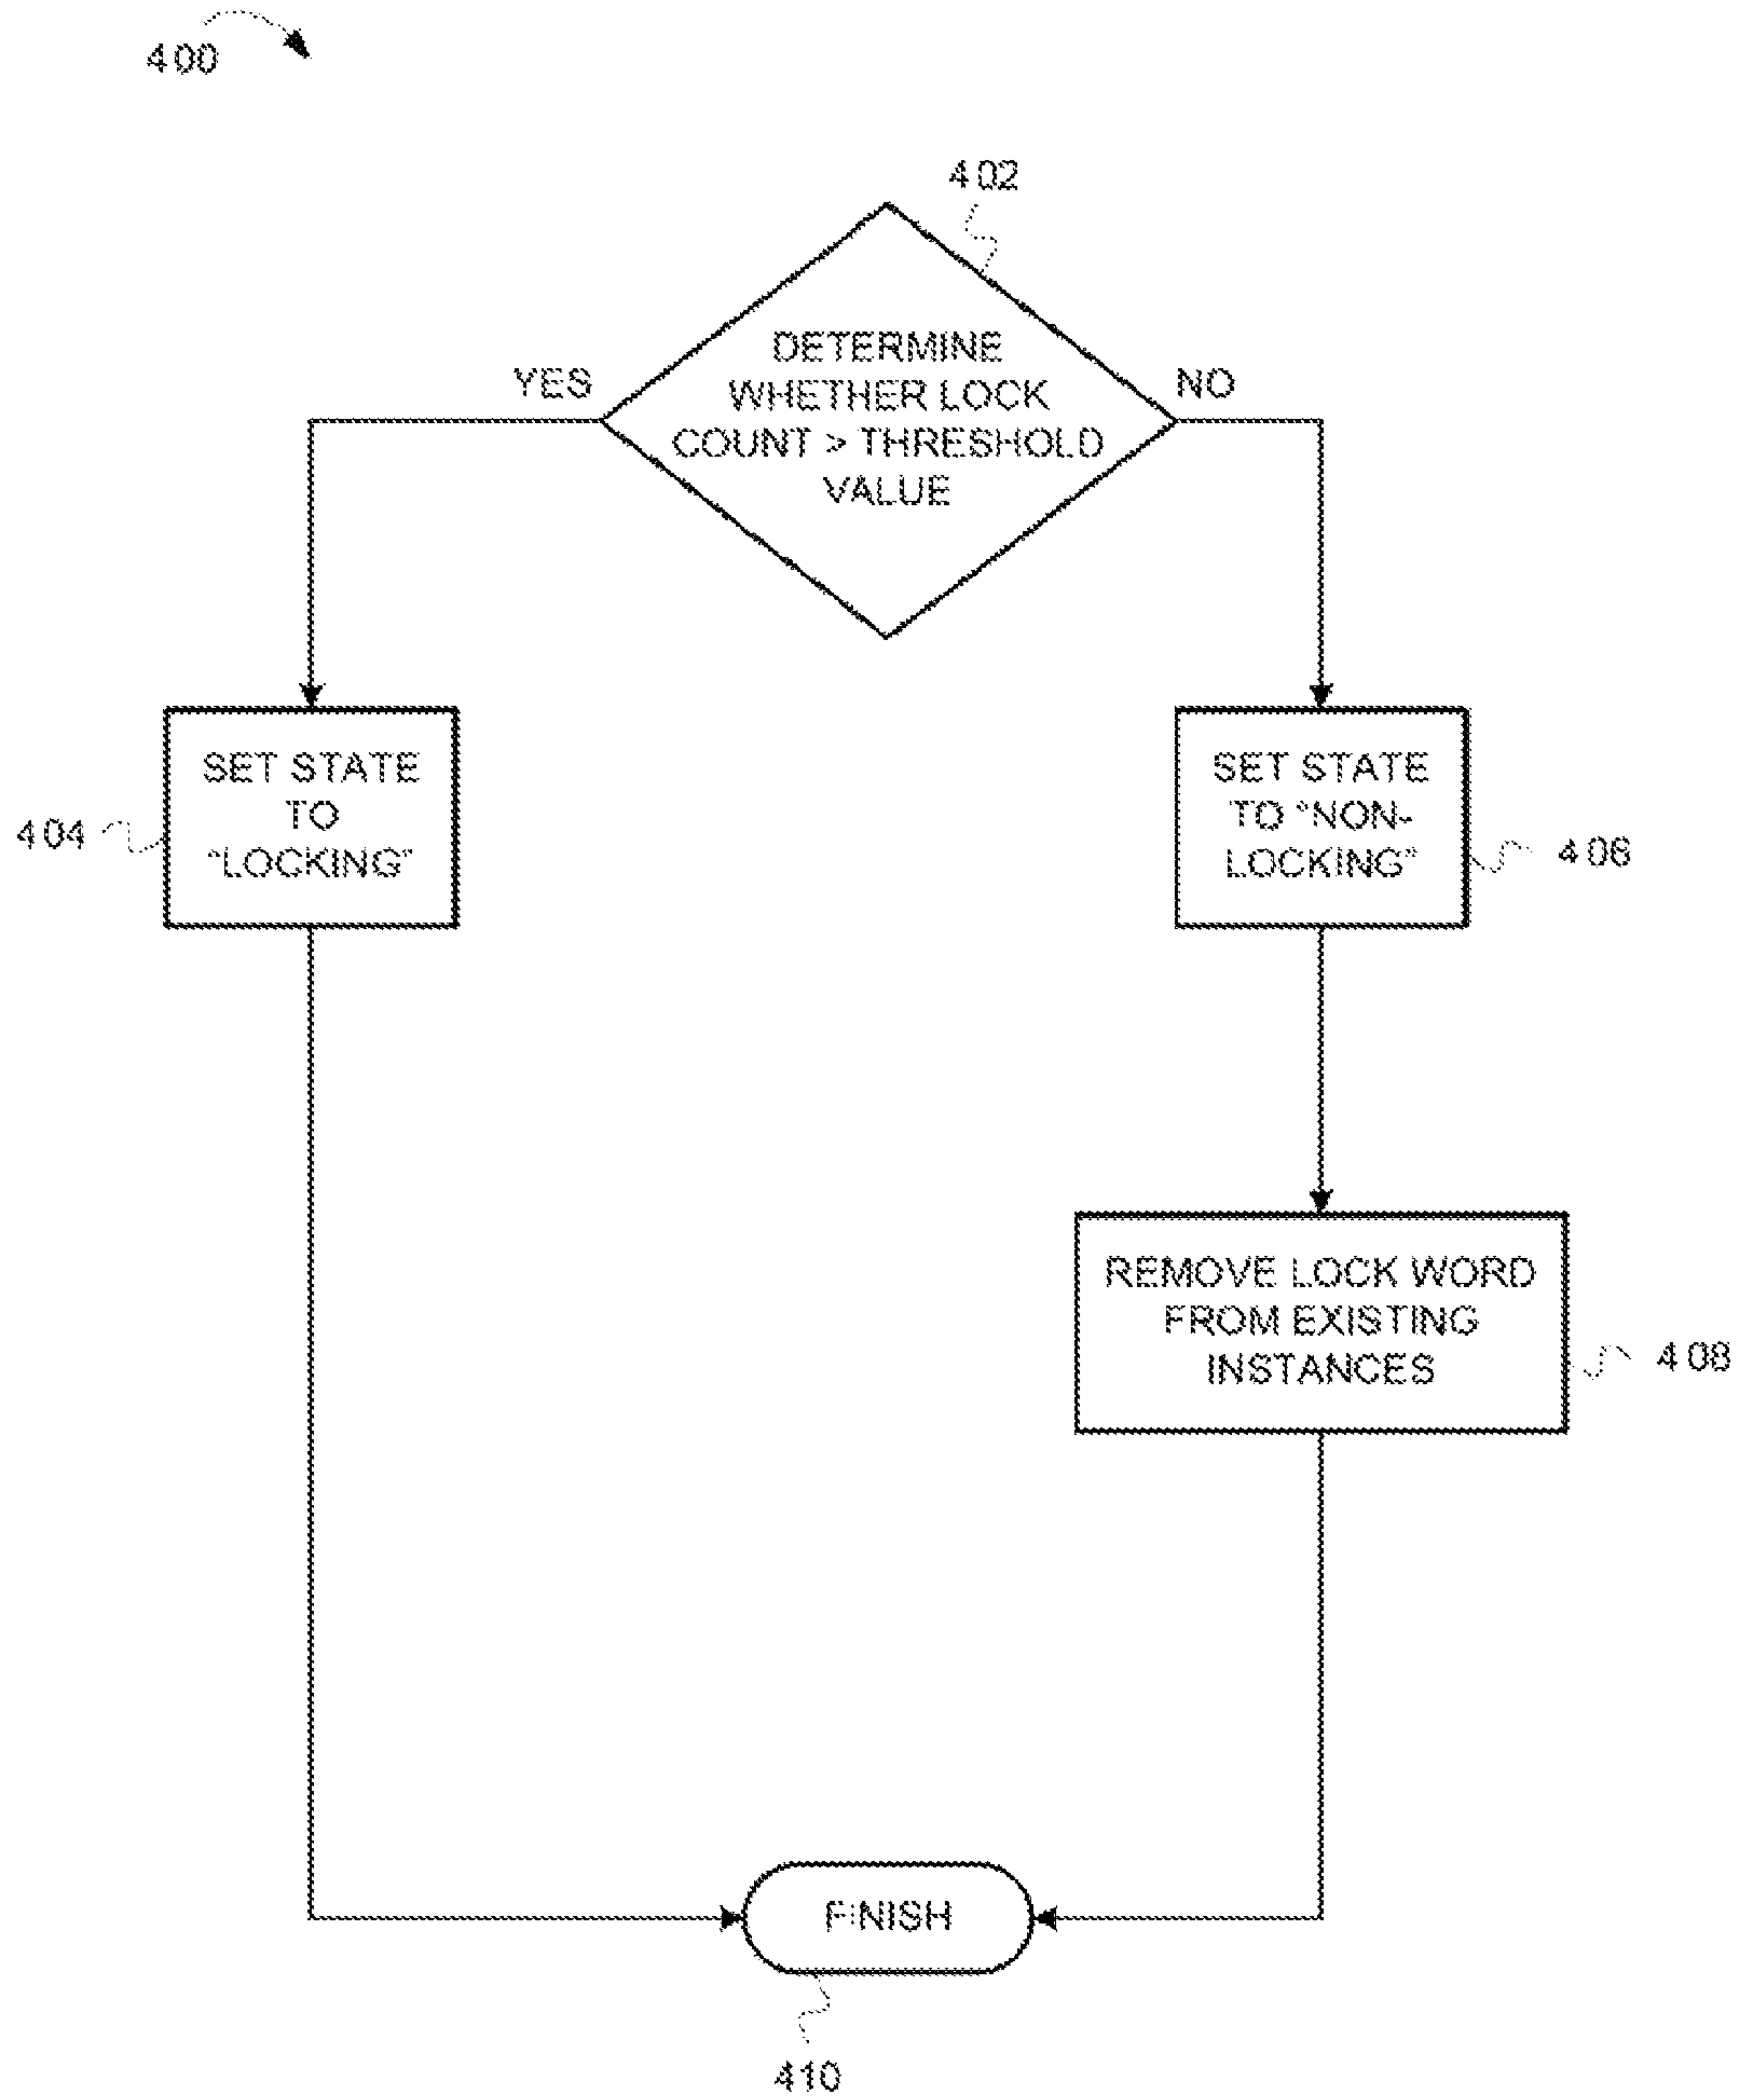 400
402
DETERMINE
WHETHER LOCK
COUNT > THRESHOLD
VALUE
YES
NO
SET STATE
TO
"LOCKING"
404
SET STATE
TO "NON-
LOCKING"
406
REMOVE LOCK WORD
FROM EXISTING
INSTANCES
408
FINISH
410